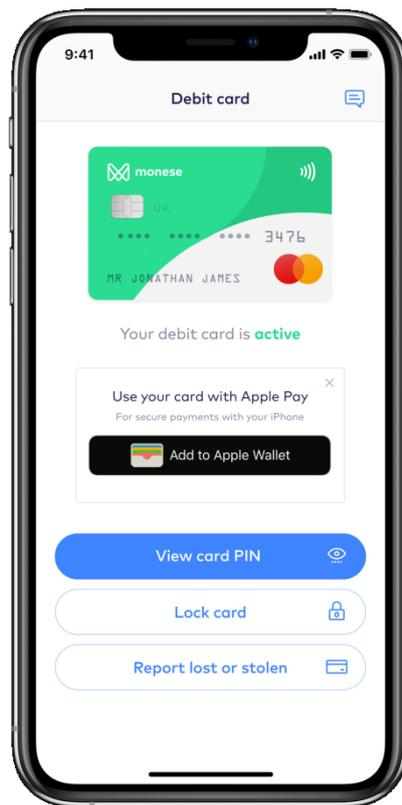 9:41
Debit card
monese
UK
•••• •••• •••• 3476
MR JONATHAN JAMES
Your debit card is active
Use your card with Apple Pay
For secure payments with your iPhone
Add to Apple Wallet
View card PIN
Lock card
Report lost or stolen